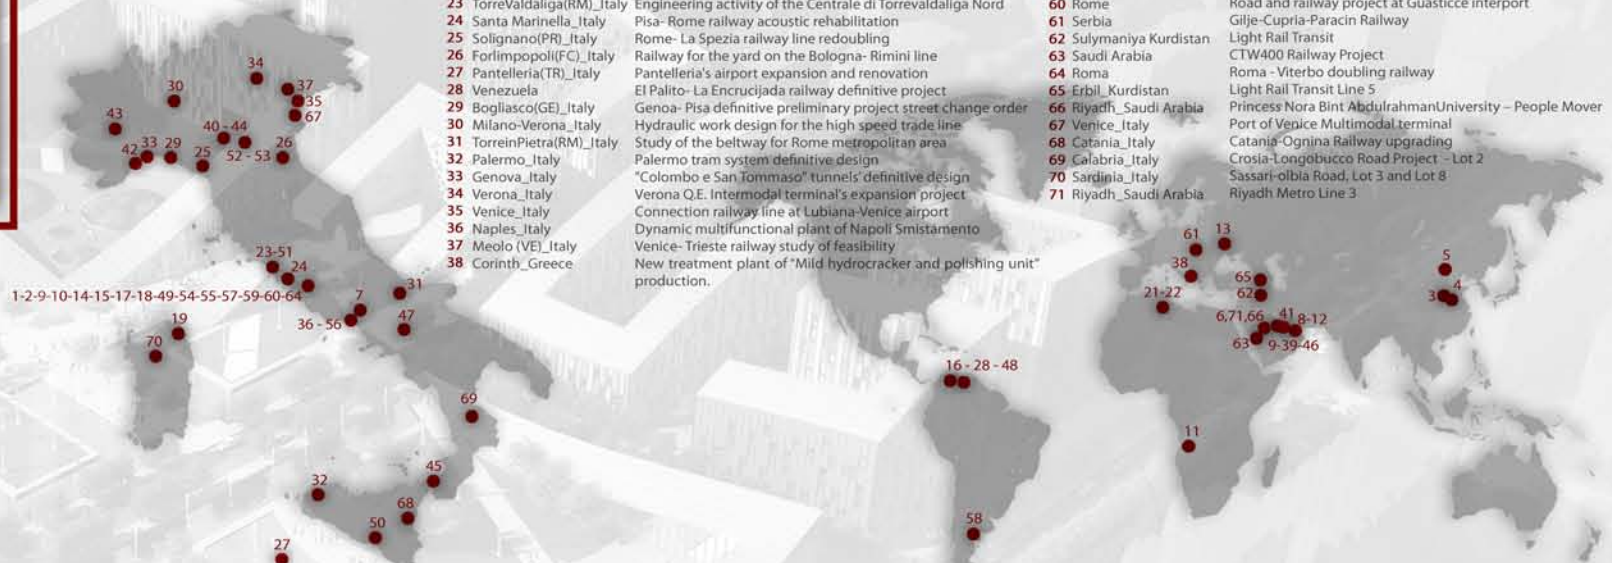 23 TorreValdaliga(RM)_Italy Engineering activity of the Centrale di Torrevaldaliga Nord
24 Santa Marinella_Italy Pisa- Rome railway acoustic rehabilitation
25 Solignano(PR)_Italy Rome- La Spezia railway line redoubling
26 Forlimpopoli(FC)_Italy Railway for the yard on the Bologna- Rimini line
27 Pantelleria(TR)_Italy Pantelleria's airport expansion and renovation
28 Venezuela El Palito- La Encrucijada railway definitive project
29 Bogliasco(GE)_Italy Genoa- Pisa definitive preliminary project street change order
30 Milano-Verona_Italy Hydraulic work design for the high speed trade line
31 TorreinPietra(RM)_Italy Study of the beltway for Rome metropolitan area
32 Palermo_Italy Palermo tram system definitive design
33 Genova_Italy "Colombo e San Tommaso" tunnels' definitive design
34 Verona_Italy Verona Q.E. Intermodal terminal's expansion project
35 Venice_Italy Connection railway line at Lubiana-Venice airport
36 Naples_Italy Dynamic multifunctional plant of Napoli Smistamento
37 Meolo (VE)_Italy Venice- Trieste railway study of feasibility
38 Corinth_Greece New treatment plant of "Mild hydrocracker and polishing unit"
production.
60 Rome Road and railway project at Guasticce interport
61 Serbia Gilje-Cupria-Paracin Railway
62 Sulymaniya Kurdistan Light Rail Transit
63 Saudi Arabia CTW400 Railway Project
64 Roma Roma - Viterbo doubling railway
65 Erbil_Kurdistan Light Rail Transit Line 5
66 Riyadh_Saudi Arabia Princess Nora Bint AbdulrahmanUniversity – People Mover
67 Venice_Italy Port of Venice Multimodal terminal
68 Catania_Italy Catania-Ognina Railway upgrading
69 Calabria_Italy Crosia-Longobucco Road Project - Lot 2
70 Sardinia_Italy Sassari-olbia Road, Lot 3 and Lot 8
71 Riyadh_Saudi Arabia Riyadh Metro Line 3
34
30
37
35
67
43
40 - 44
42 33 29
25
52 - 53
26
23-51
24
1-2-9-10-14-15-17-18-49-54-55-57-59-60-64
31
7
36 - 56
47
19
70
69
45
32
68
50
27
61
13
38
65
62
21-22
5
3
4
6,71,66
41
8-12
63
9-39-46
16 - 28 - 48
11
58